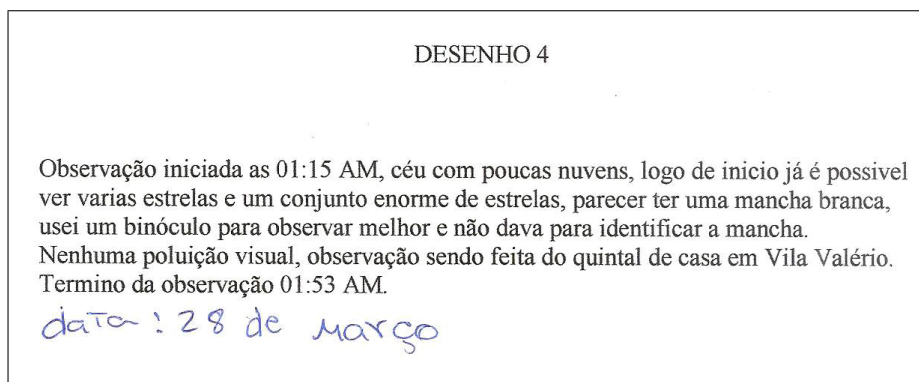 DESENHO 4
Observação iniciada as 01:15 AM, céu com poucas nuvens, logo de inicio já é possivel
ver varias estrelas e um conjunto enorme de estrelas, parecer ter uma mancha branca,
usei um binóculo para observar melhor e não dava para identificar a mancha.
Nenhuma poluição visual, observação sendo feita do quintal de casa em Vila Valério.
Termino da observação 01:53 AM.
data : 28 de março